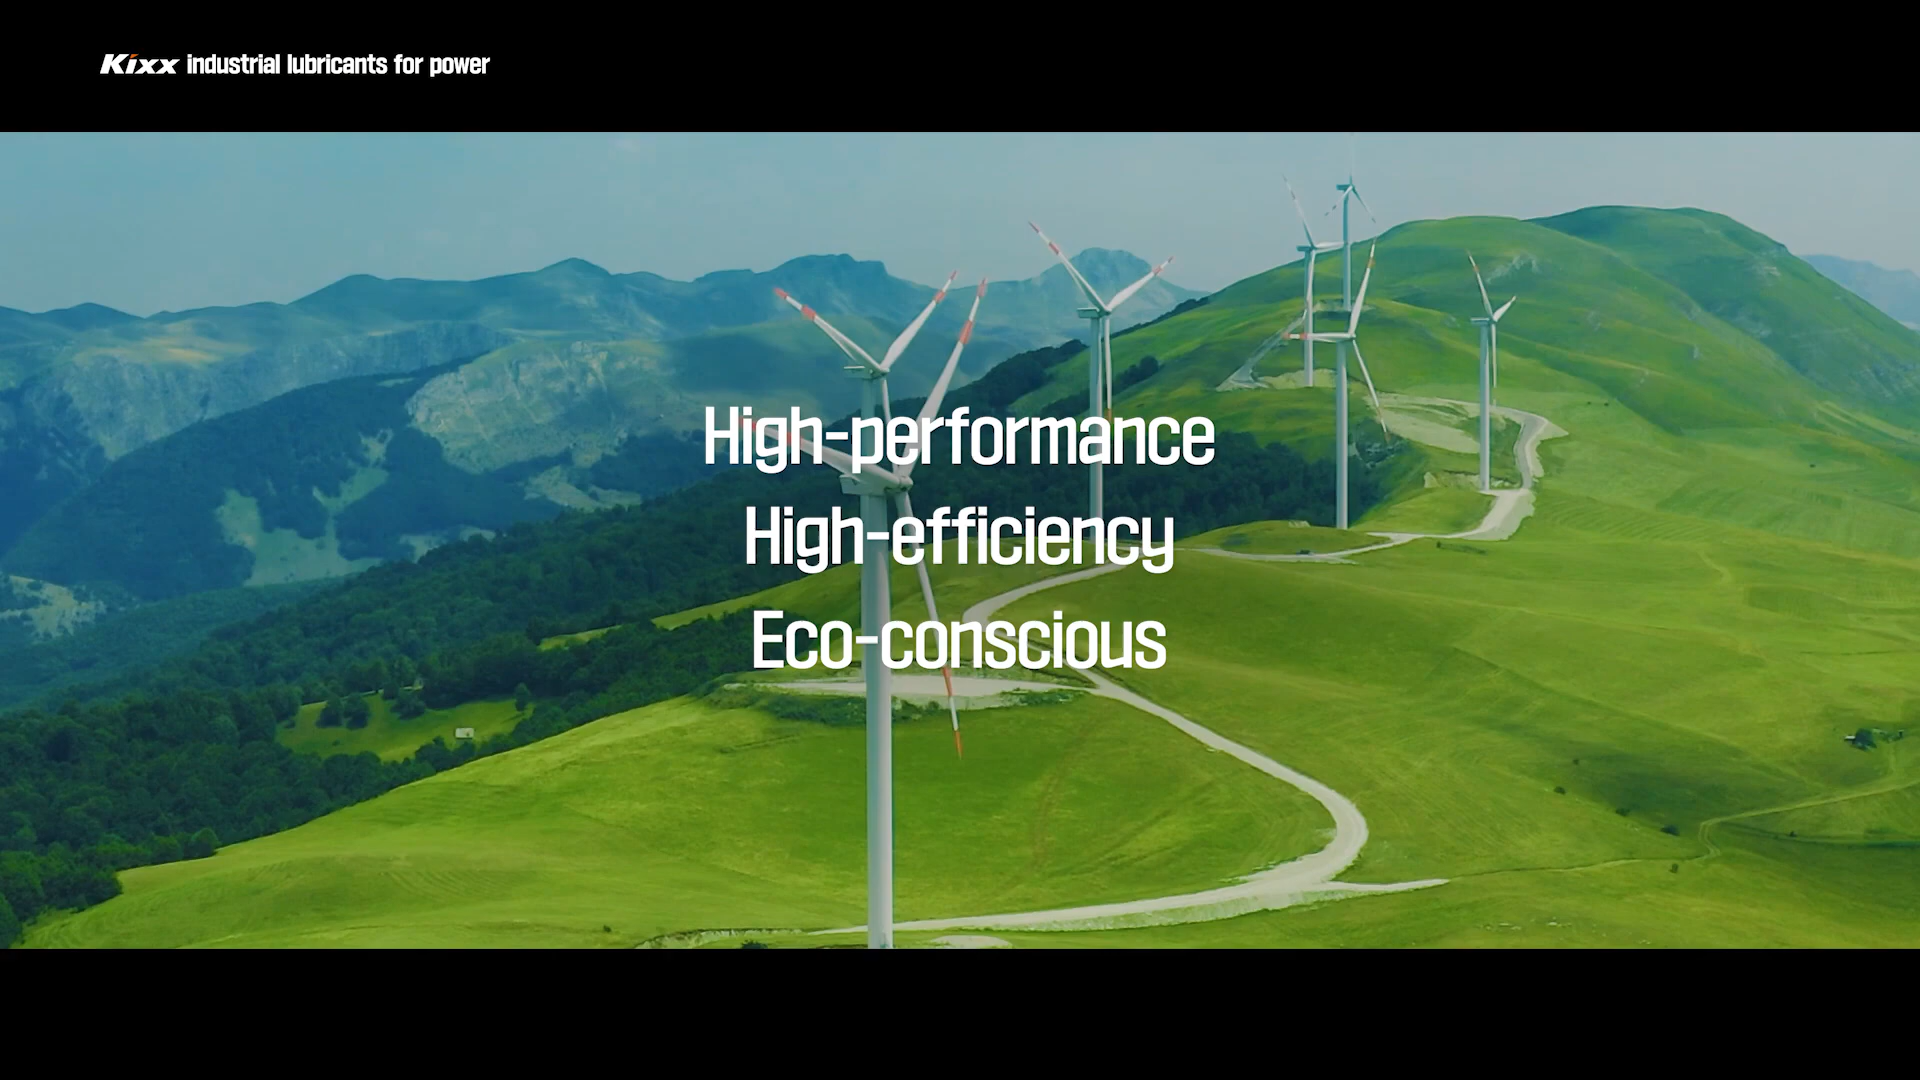 Kixx industrial lubricants for power
High-performance
High-efficiency
Eco-conscious